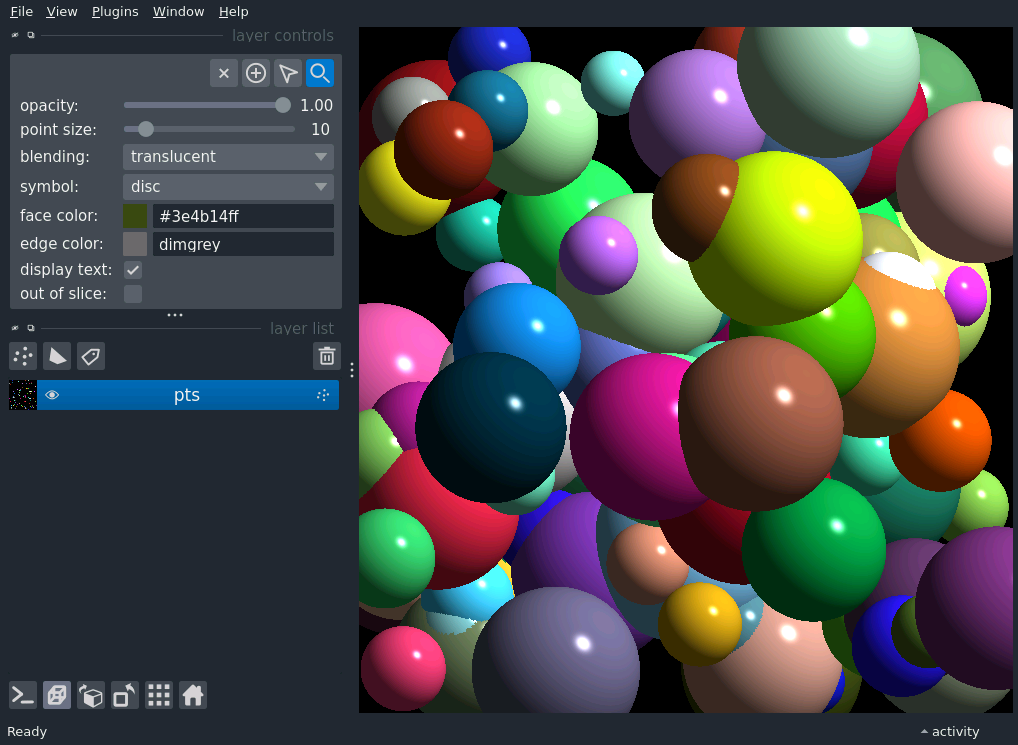 File View Plugins Window Help
layer controls
opacity: 1.00
point size: 10
blending: translucent
symbol: disc
face color: #3e4b14ff
edge color: dimgrey
display text:
out of slice:
layer list
pts
Ready
activity